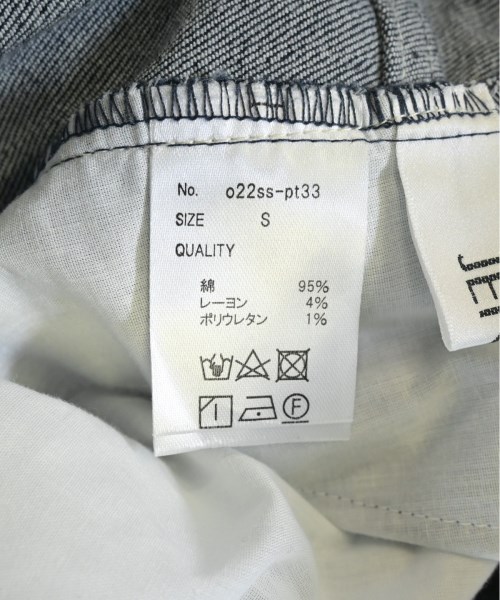 No. o22ss-pt33
SIZE S
QUALITY
綿 95%
レーヨン 4%
ポリウレタン 1%
F